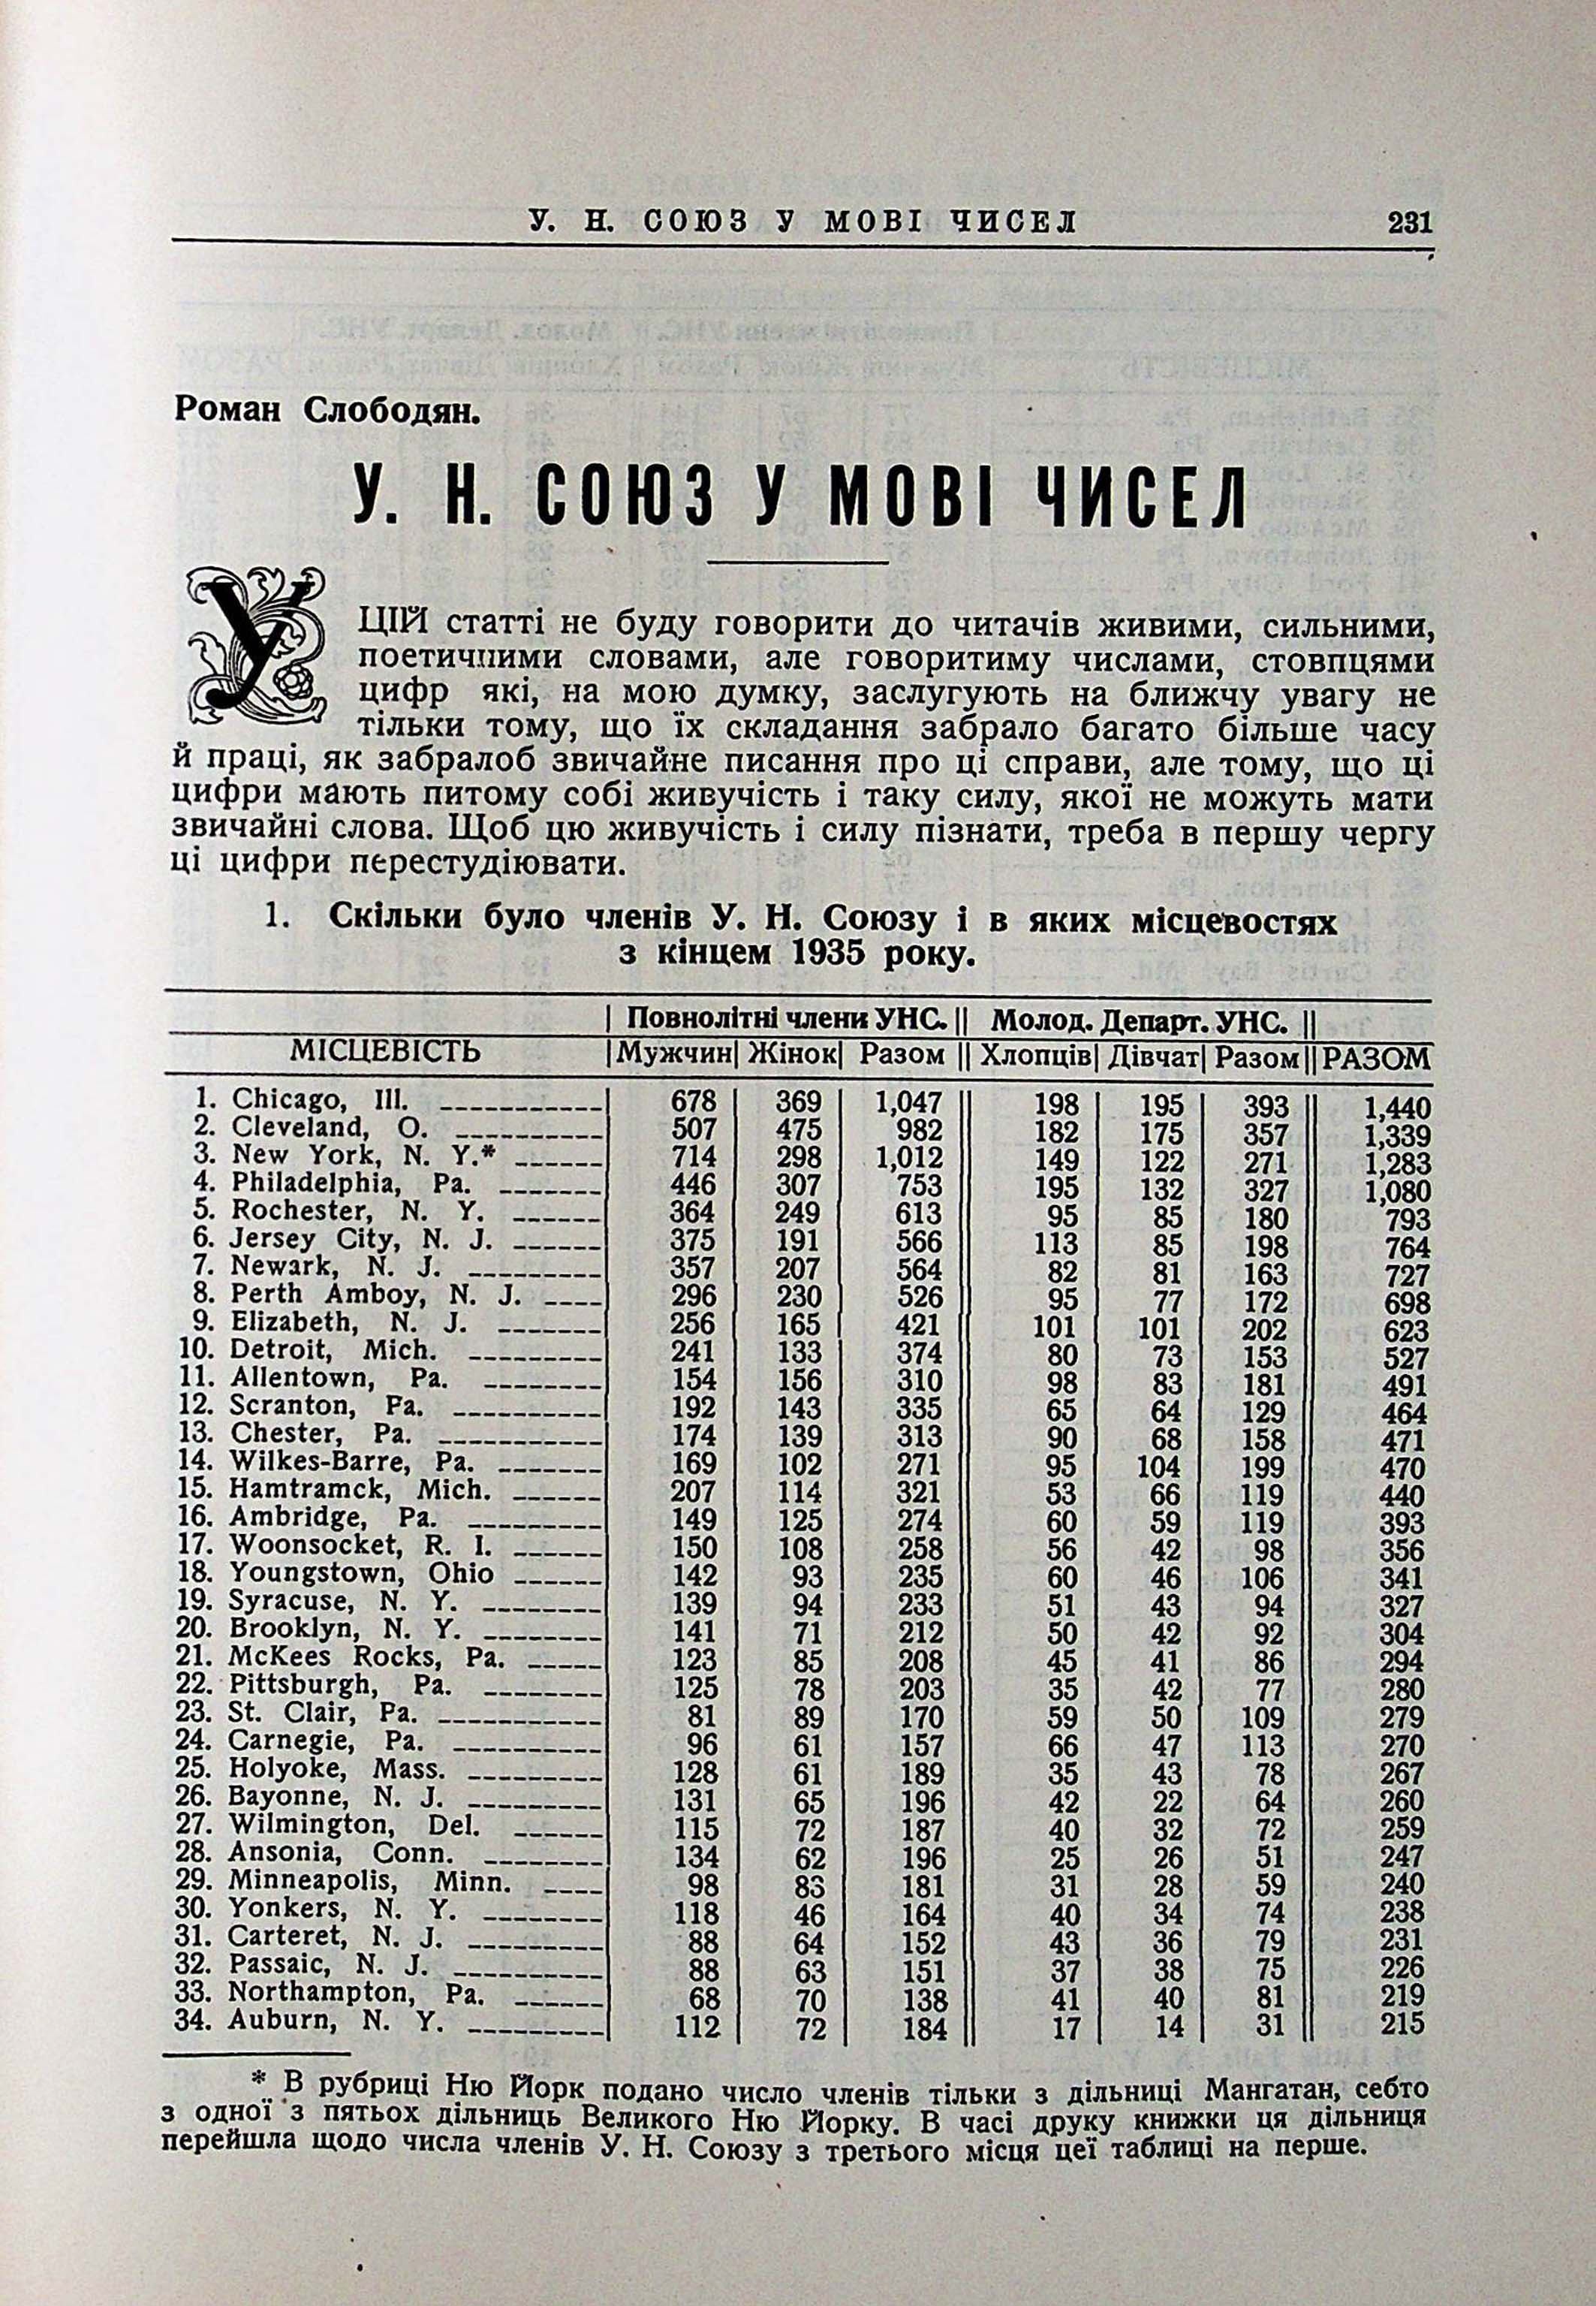 У. Н. СОЮЗ У МОВІ ЧИСЕЛ 231
Роман Слободян.
У. Н. СОЮЗ У МОВІ ЧИСЕЛ
У ЦІЙ статті не буду говорити до читачів живими, сильними,
поетичними словами, але говоритиму числами, стовпцями
цифр які, на мою думку, заслугують на ближчу увагу не
тільки тому, що їх складання забрало багато більше часу
й праці, як забралоб звичайне писання про ці справи, але тому, що ці
цифри мають питому собі живучість і таку силу, якої не можуть мати
звичайні слова. Щоб цю живучість і силу пізнати, треба в першу чергу
ці цифри перестудіювати.
1. Скільки було членів У. Н. Союзу і в яких місцевостях
з кінцем 1935 року.
| Повнолітні члени УНС. || Молод. Департ. УНС. ||
МІСЦЕВІСТЬ | Мужчин | Жінок | Разом || Хлопців | Дівчат | Разом || РАЗОМ
1. Chicago, Ill. ----------- | 678 | 369 | 1,047 || 198 | 195 | 393 || 1,440
2. Cleveland, O. ---------- | 507 | 475 | 982 || 182 | 175 | 357 || 1,339
3. New York, N. Y.* ------ | 714 | 298 | 1,012 || 149 | 122 | 271 || 1,283
4. Philadelphia, Pa. ------- | 446 | 307 | 753 || 195 | 132 | 327 || 1,080
5. Rochester, N. Y. ------ | 364 | 249 | 613 || 95 | 85 | 180 || 793
6. Jersey City, N. J. ------ | 375 | 191 | 566 || 113 | 85 | 198 || 764
7. Newark, N. J. --------- | 357 | 207 | 564 || 82 | 81 | 163 || 727
8. Perth Amboy, N. J. ---- | 296 | 230 | 526 || 95 | 77 | 172 || 698
9. Elizabeth, N. J. ------- | 256 | 165 | 421 || 101 | 101 | 202 || 623
10. Detroit, Mich. --------- | 241 | 133 | 374 || 80 | 73 | 153 || 527
11. Allentown, Pa. -------- | 154 | 156 | 310 || 98 | 83 | 181 || 491
12. Scranton, Pa. ---------- | 192 | 143 | 335 || 65 | 64 | 129 || 464
13. Chester, Pa. ----------- | 174 | 139 | 313 || 90 | 68 | 158 || 471
14. Wilkes-Barre, Pa. ------- | 169 | 102 | 271 || 95 | 104 | 199 || 470
15. Hamtramck, Mich. ------ | 207 | 114 | 321 || 53 | 66 | 119 || 440
16. Ambridge, Pa. --------- | 149 | 125 | 274 || 60 | 59 | 119 || 393
17. Woonsocket, R. I. ------ | 150 | 108 | 258 || 56 | 42 | 98 || 356
18. Youngstown, Ohio ------ | 142 | 93 | 235 || 60 | 46 | 106 || 341
19. Syracuse, N. Y. -------- | 139 | 94 | 233 || 51 | 43 | 94 || 327
20. Brooklyn, N. Y. -------- | 141 | 71 | 212 || 50 | 42 | 92 || 304
21. McKees Rocks, Pa. ----- | 123 | 85 | 208 || 45 | 41 | 86 || 294
22. Pittsburgh, Pa. -------- | 125 | 78 | 203 || 35 | 42 | 77 || 280
23. St. Clair, Pa. ----------- | 81 | 89 | 170 || 59 | 50 | 109 || 279
24. Carnegie, Pa. ---------- | 96 | 61 | 157 || 66 | 47 | 113 || 270
25. Holyoke, Mass. --------- | 128 | 61 | 189 || 35 | 43 | 78 || 267
26. Bayonne, N. J. --------- | 131 | 65 | 196 || 42 | 22 | 64 || 260
27. Wilmington, Del. ------ | 115 | 72 | 187 || 40 | 32 | 72 || 259
28. Ansonia, Conn. -------- | 134 | 62 | 196 || 25 | 26 | 51 || 247
29. Minneapolis, Minn. ---- | 98 | 83 | 181 || 31 | 28 | 59 || 240
30. Yonkers, N. Y. -------- | 118 | 46 | 164 || 40 | 34 | 74 || 238
31. Carteret, N. J. --------- | 88 | 64 | 152 || 43 | 36 | 79 || 231
32. Passaic, N. J. ---------- | 88 | 63 | 151 || 37 | 38 | 75 || 226
33. Northampton, Pa. ------ | 68 | 70 | 138 || 41 | 40 | 81 || 219
34. Auburn, N. Y. --------- | 112 | 72 | 184 || 17 | 14 | 31 || 215
* В рубриці Ню Йорк подано число членів тільки з дільниці Мангатан, себто
з одної з пятьох дільниць Великого Ню Йорку. В часі друку книжки ця дільниця
перейшла щодо числа членів У. Н. Союзу з третього місця цеї таблиці на перше.